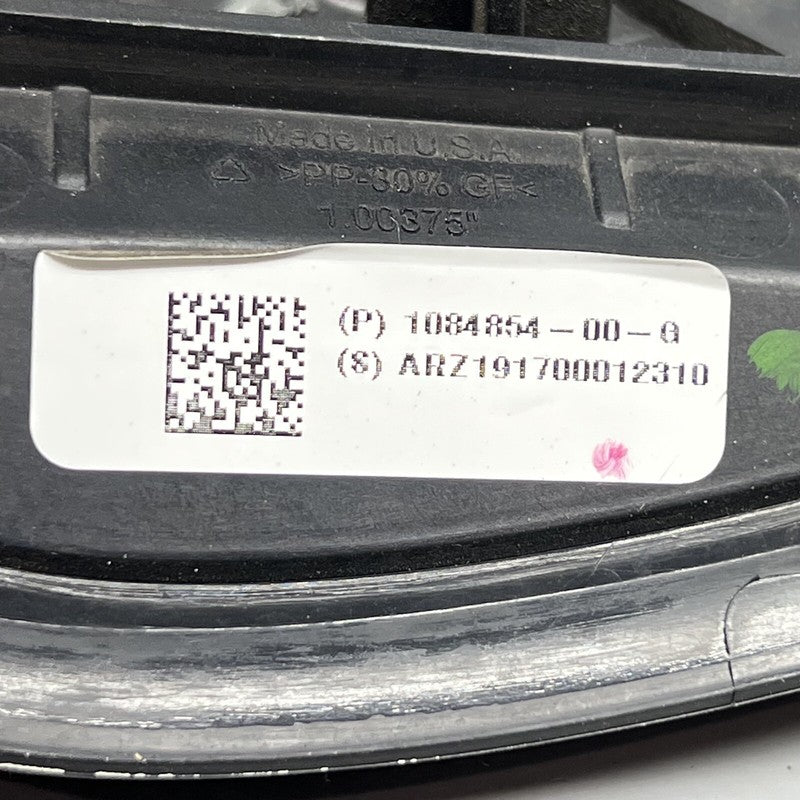 Made in U.S.A.
>PP-30% GF<
1.00375"
(P) 1084854-00-G
(S) ARZ191700012310